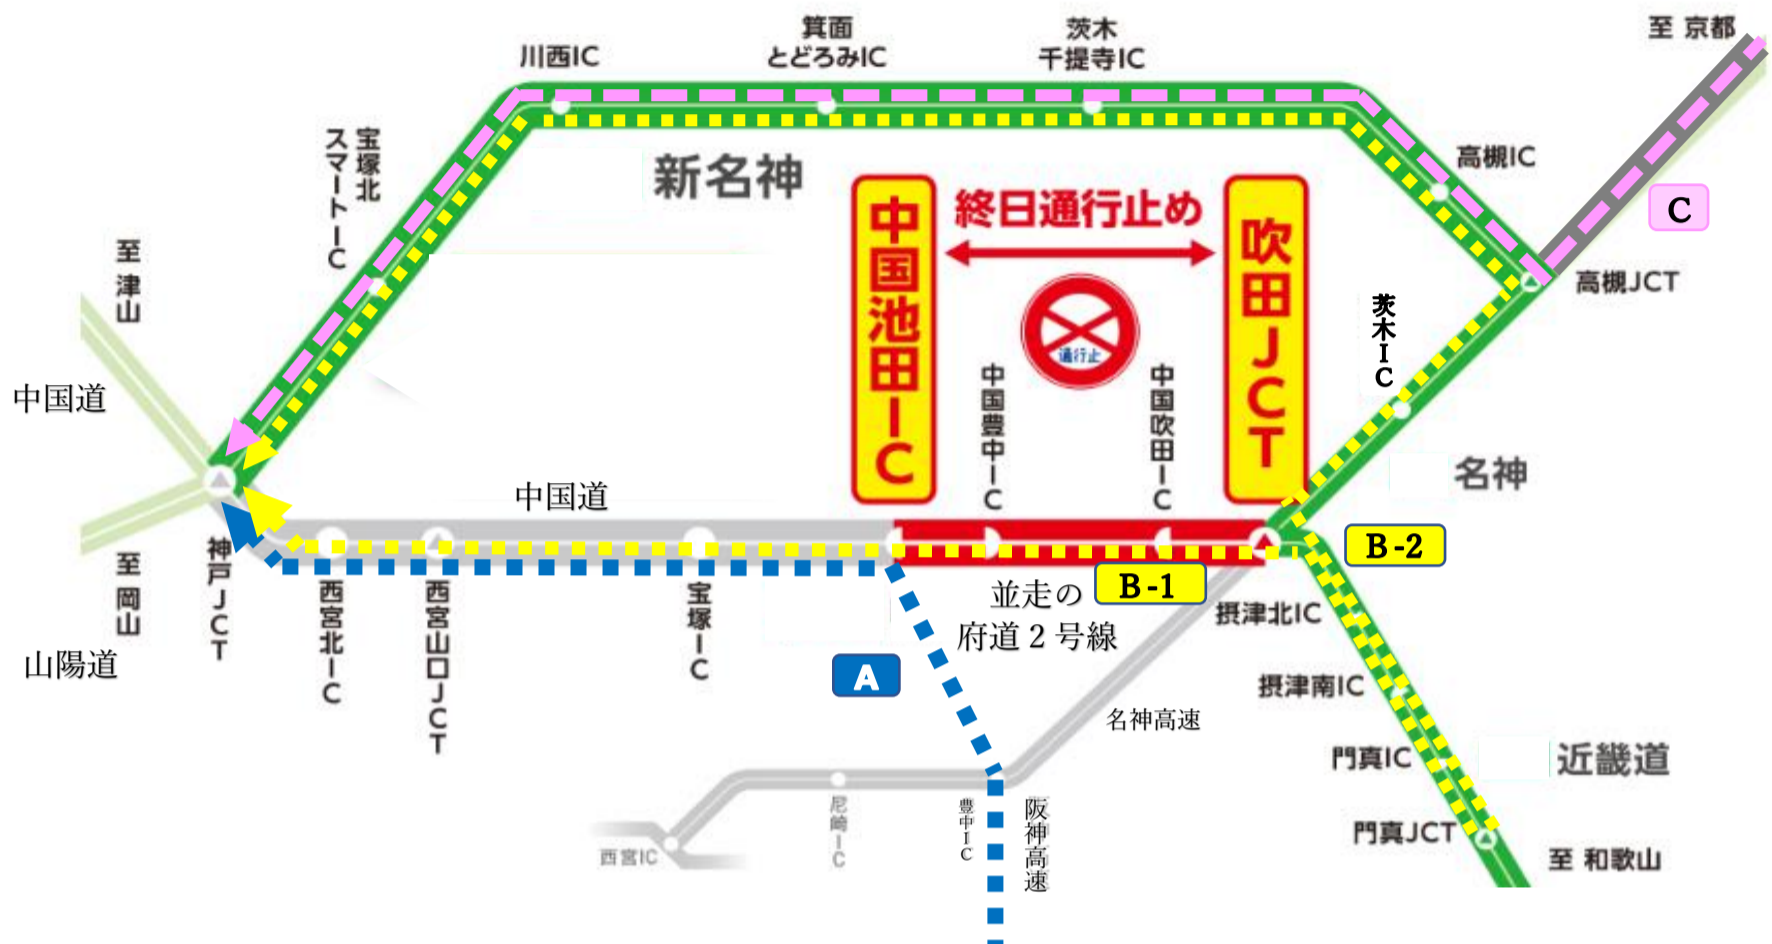 至 京都
川西IC
箕面
とどろみIC
茨木
千提寺IC
高槻IC
宝塚北
スマートIC
新名神
中国池田IC
終日通行止め
吹田JCT
C
至 津山
通行止
茨木IC
高槻JCT
中国道
中国豊中IC
中国吹田IC
名神
中国道
B-2
至 岡山
神戸JCT
西宮北IC
西宮山口JCT
宝塚IC
並走の
府道2号線
B-1
摂津北IC
山陽道
A
摂津南IC
名神高速
門真IC
近畿道
尼崎IC
豊中IC
阪神高速
門真JCT
西宮IC
至 和歌山